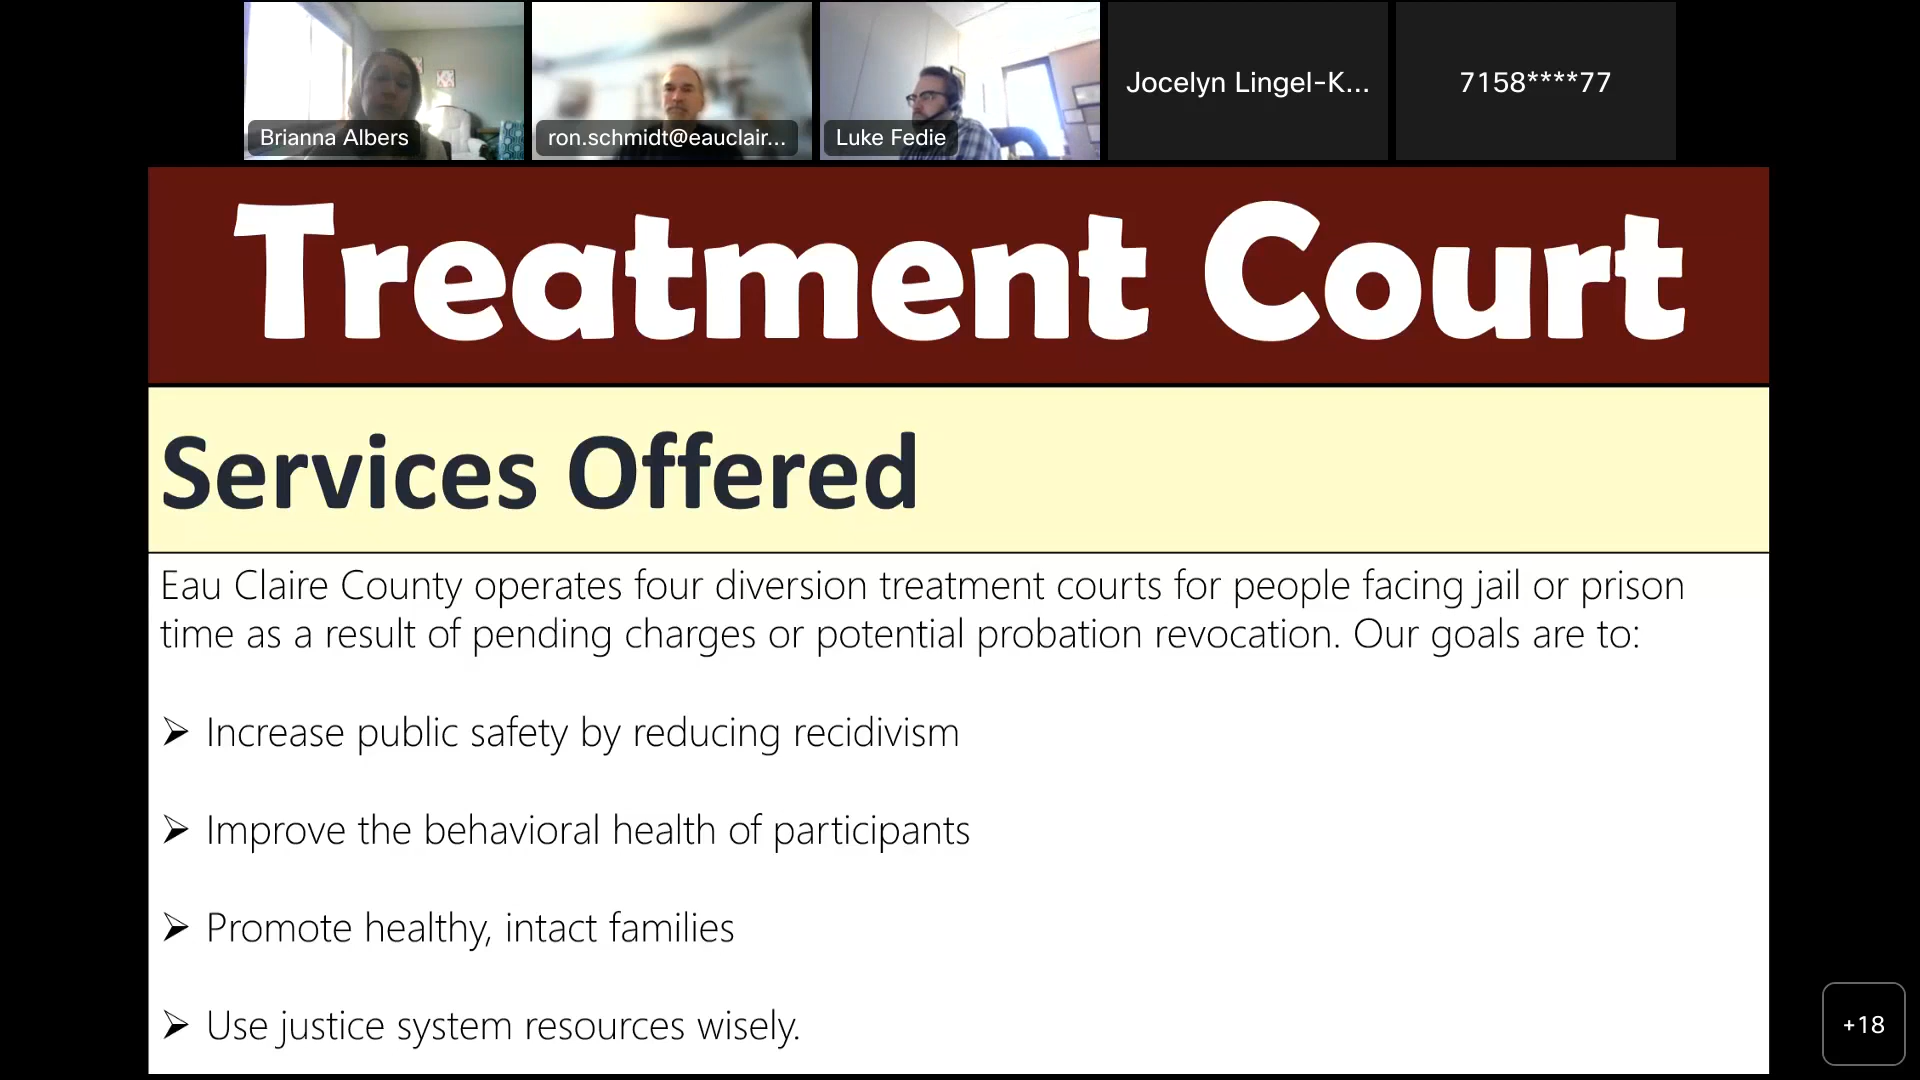 Brianna Albers
ron.schmidt@eauclair...
Luke Fedie
Jocelyn Lingel-K...
7158****77
Treatment Court
Services Offered
Eau Claire County operates four diversion treatment courts for people facing jail or prison
time as a result of pending charges or potential probation revocation. Our goals are to:
➢ Increase public safety by reducing recidivism
➢ Improve the behavioral health of participants
➢ Promote healthy, intact families
➢ Use justice system resources wisely.
+18